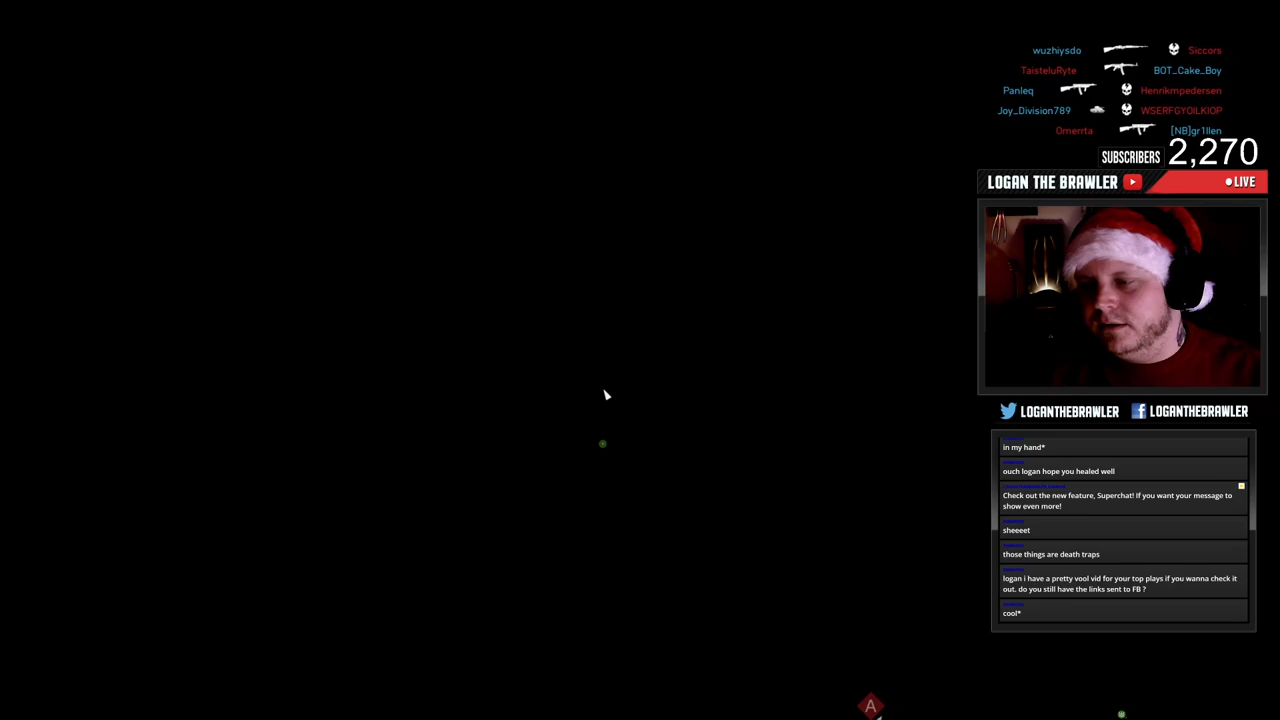 wuzhiysdo Siccors
TaisteluRyte BOT_Cake_Boy
Panleq Henrikmpedersen
Joy_Division789 WSERFGYOILKIOP
Omerrta [NB]gr1llen
SUBSCRIBERS 2,270
LOGAN THE BRAWLER LIVE
LOGANTHEBRAWLER LOGANTHEBRAWLER
in my hand*
ouch logan hope you healed well
Check out the new feature, Superchat! If you want your message to
show even more!
sheeeet
those things are death traps
logan i have a pretty vool vid for your top plays if you wanna check it
out. do you still have the links sent to FB ?
cool*
A